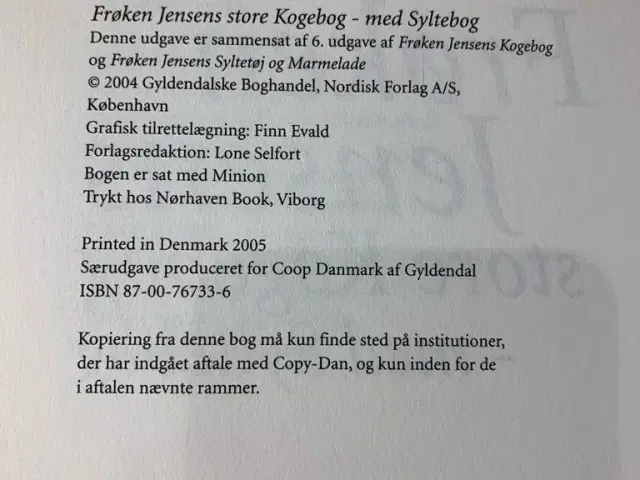 Frøken Jensens store Kogebog - med Syltebog
Denne udgave er sammensat af 6. udgave af Frøken Jensens Kogebog
og Frøken Jensens Syltetøj og Marmelade
© 2004 Gyldendalske Boghandel, Nordisk Forlag A/S,
København
Grafisk tilrettelægning: Finn Evald
Forlagsredaktion: Lone Selfort
Bogen er sat med Minion
Trykt hos Nørhaven Book, Viborg
Printed in Denmark 2005
Særudgave produceret for Coop Danmark af Gyldendal
ISBN 87-00-76733-6
Kopiering fra denne bog må kun finde sted på institutioner,
der har indgået aftale med Copy-Dan, og kun inden for de
i aftalen nævnte rammer.